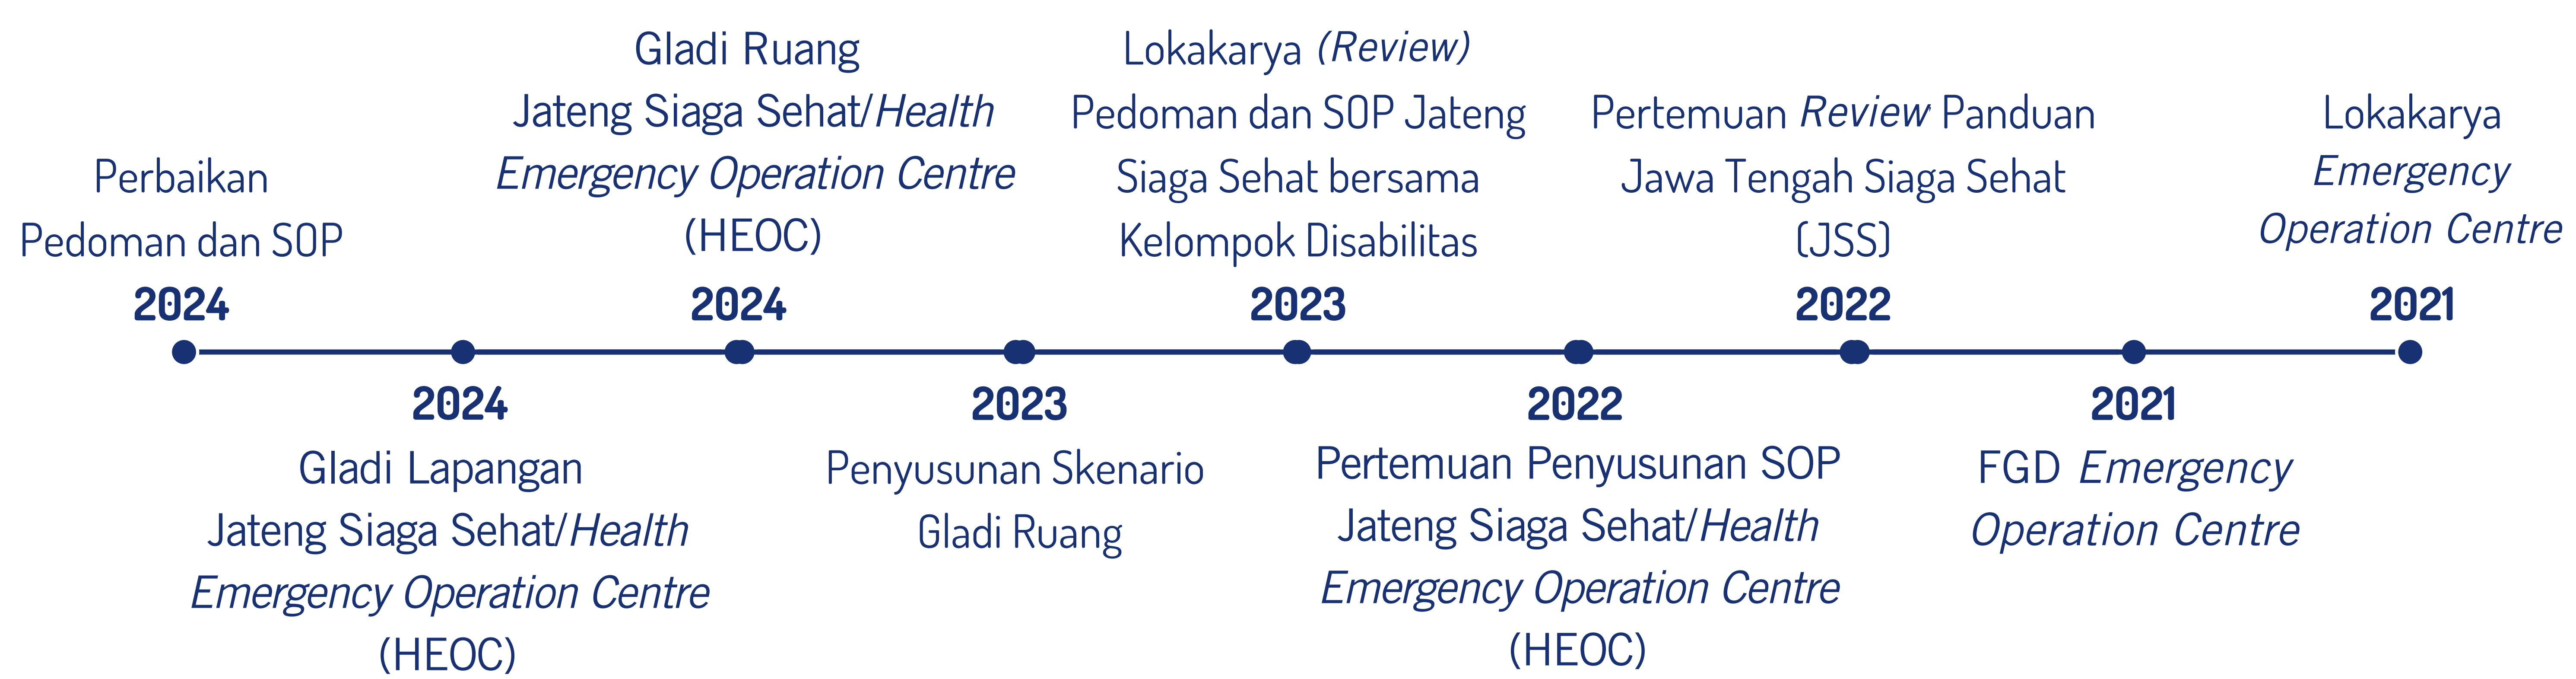 Perbaikan
Pedoman dan SOP
2024
2024
Gladi Lapangan
Jateng Siaga Sehat/Health
Emergency Operation Centre
(HEOC)
Gladi Ruang
Jateng Siaga Sehat/Health
Emergency Operation Centre
(HEOC)
2024
2023
Penyusunan Skenario
Gladi Ruang
Lokakarya (Review)
Pedoman dan SOP Jateng
Siaga Sehat bersama
Kelompok Disabilitas
2023
2022
Pertemuan Penyusunan SOP
Jateng Siaga Sehat/Health
Emergency Operation Centre
(HEOC)
Pertemuan Review Panduan
Jawa Tengah Siaga Sehat
(JSS)
2022
2021
FGD Emergency
Operation Centre
Lokakarya
Emergency
Operation Centre
2021